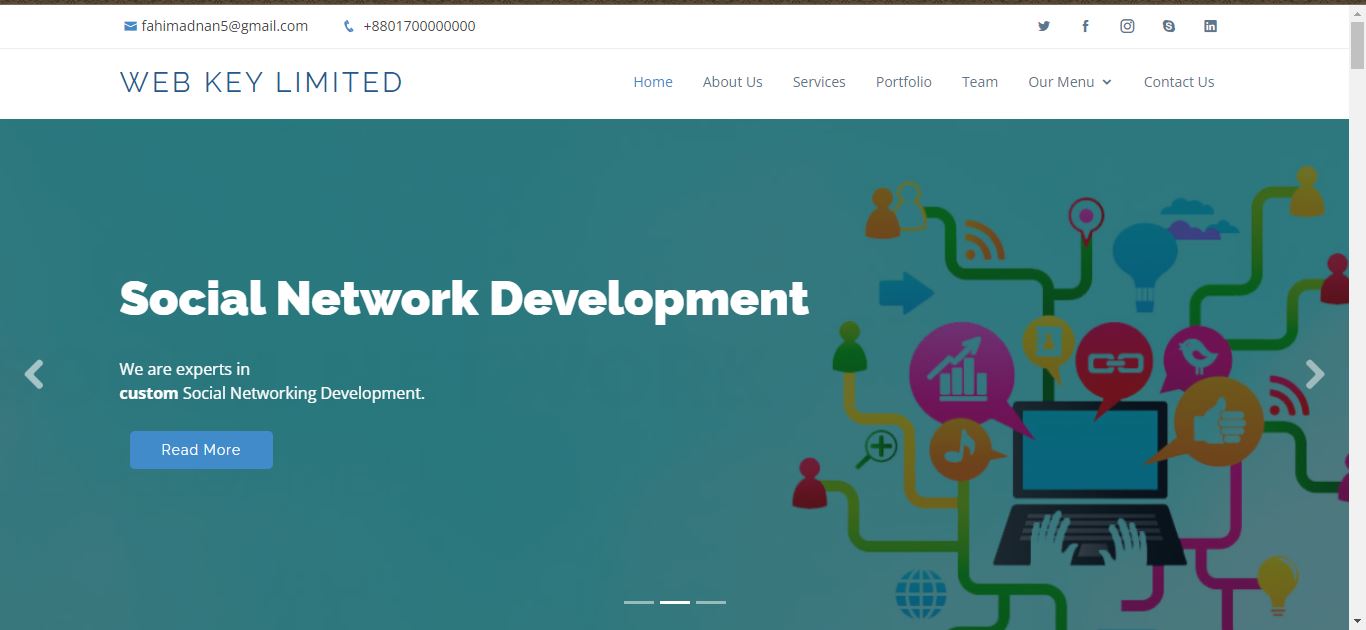 fahimadnan5@gmail.com +8801700000000
WEB KEY LIMITED
Home About Us Services Portfolio Team Our Menu Contact Us
Social Network Development
We are experts in
custom Social Networking Development.
Read More